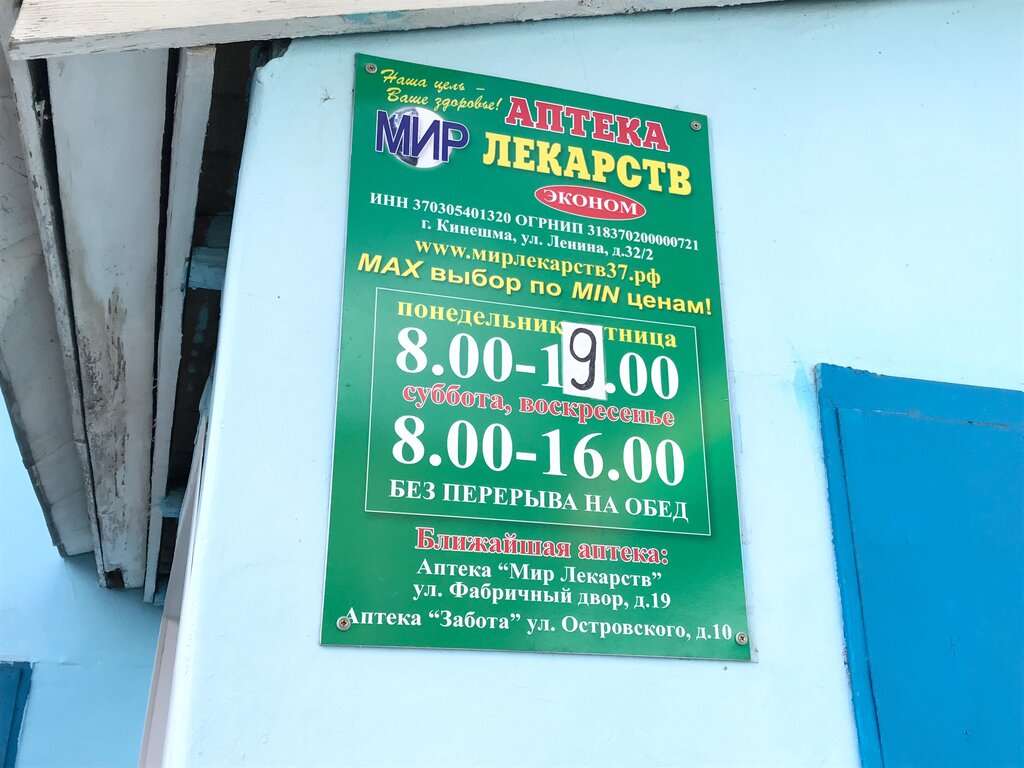 Наша цель –
Ваше здоровье!
АПТЕКА
МИР ЛЕКАРСТВ
ЭКОНОМ
ИНН 370305401320 ОГРНИП 318370200000721
г. Кинешма, ул. Ленина, д.32/2
www.мирлекарств37.рф
MAX выбор по MIN ценам!
понедельник тница
8.00-19.00
суббота, воскресенье
8.00-16.00
БЕЗ ПЕРЕРЫВА НА ОБЕД
Ближайшая аптека:
Аптека “Мир Лекарств”
ул. Фабричный двор, д.19
Аптека “Забота” ул. Островского, д.10